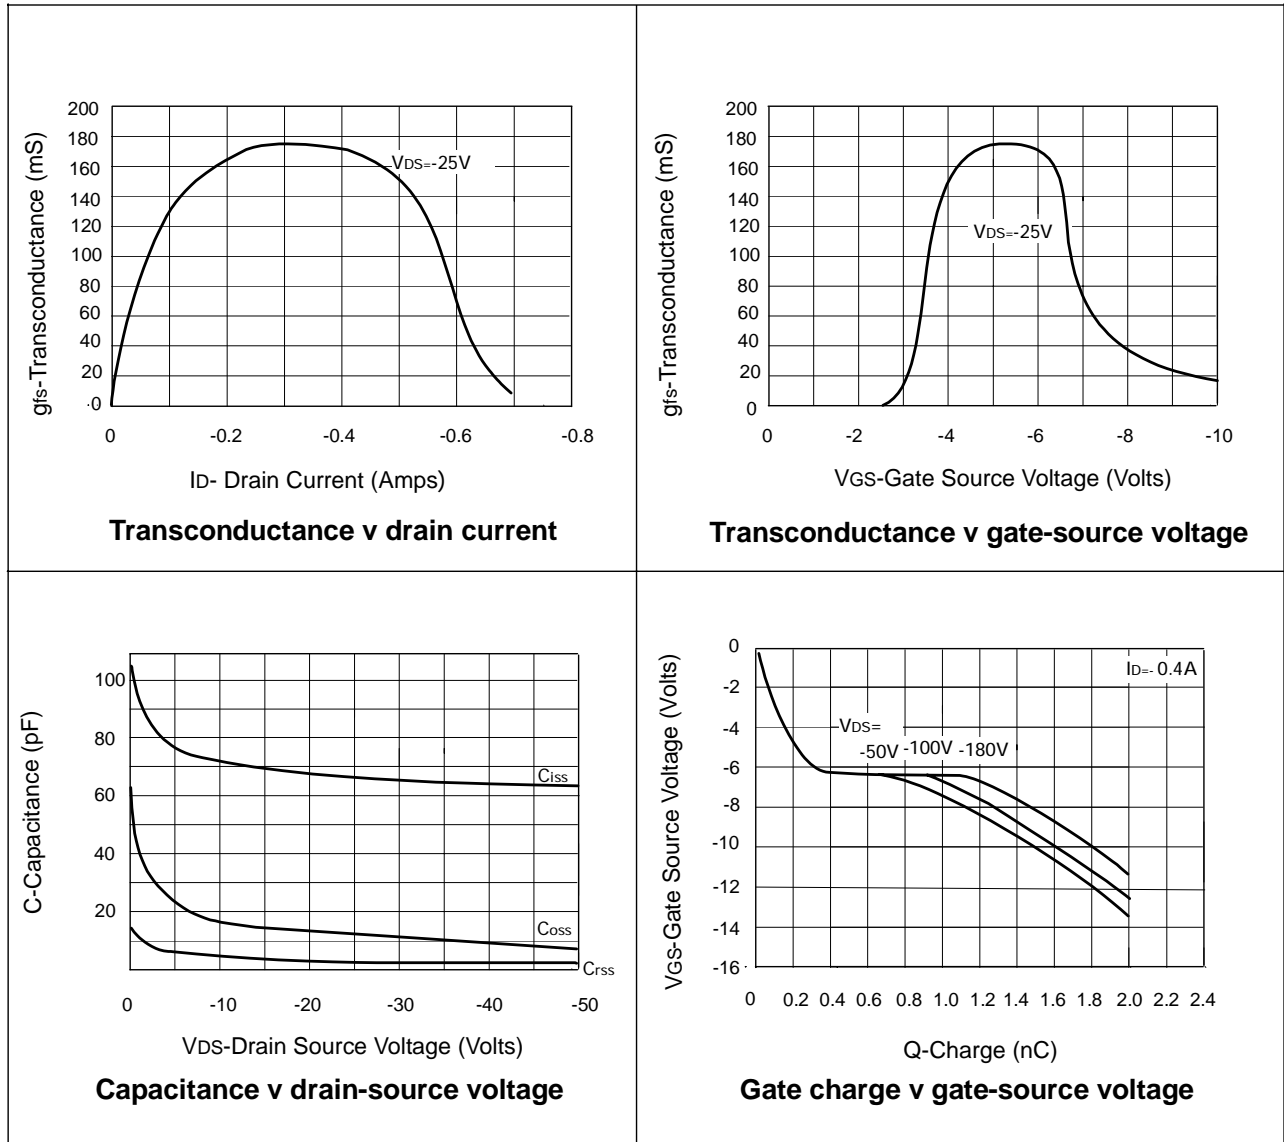 200
180
160
140
120
100
80
60
40
20
.0
gfs-Transconductance (mS)
VDS=-25V
0 -0.2 -0.4 -0.6 -0.8
ID- Drain Current (Amps)
Transconductance v drain current
200
180
160
140
120
100
80
60
40
20
0
gfs-Transconductance (mS)
VDS=-25V
0 -2 -4 -6 -8 -10
VGS-Gate Source Voltage (Volts)
Transconductance v gate-source voltage
100
80
60
40
20
C-Capacitance (pF)
Ciss
Coss
Crss
0 -10 -20 -30 -40 -50
VDS-Drain Source Voltage (Volts)
Capacitance v drain-source voltage
0
-2
-4
-6
-8
-10
-12
-14
-16
VGS-Gate Source Voltage (Volts)
ID=- 0.4A
VDS=
-50V -100V -180V
0 0.2 0.4 0.6 0.8 1.0 1.2 1.4 1.6 1.8 2.0 2.2 2.4
Q-Charge (nC)
Gate charge v gate-source voltage